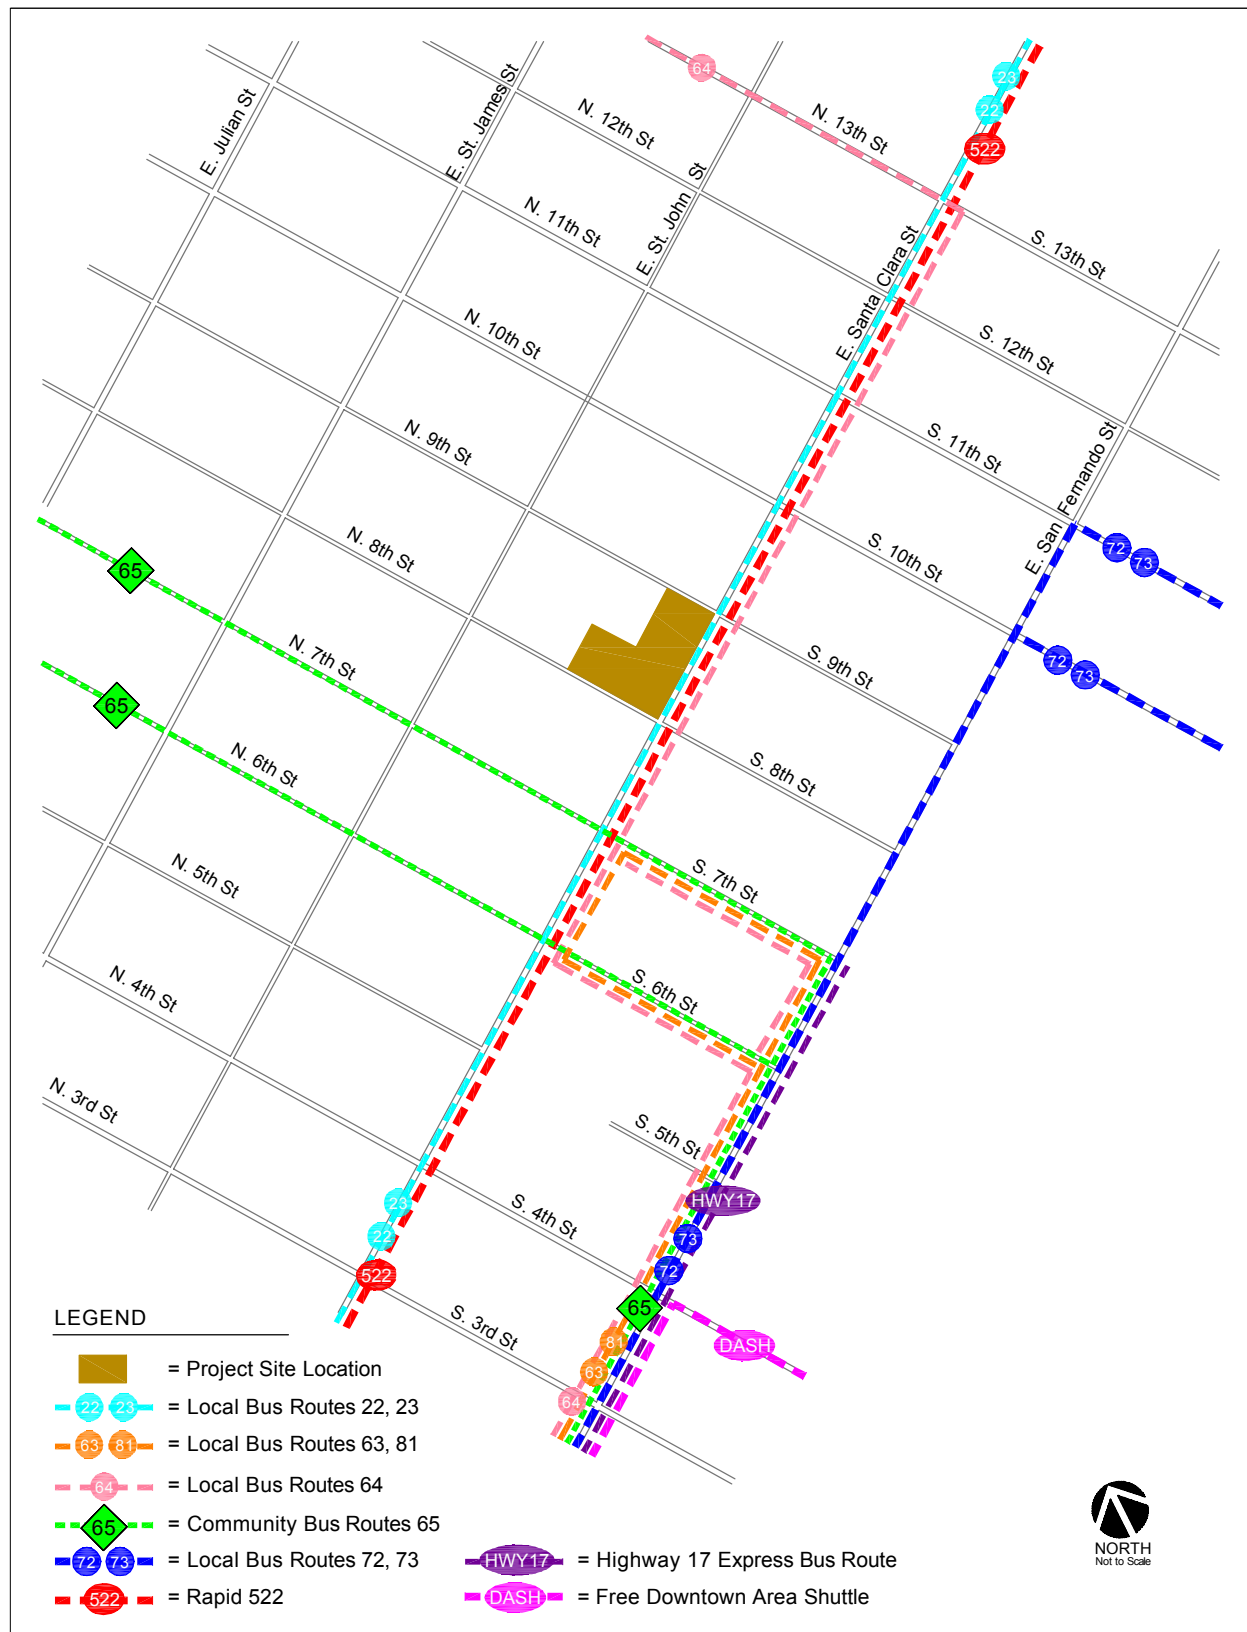 64
23
22
522
N. 13th St
N. 12th St
E. St. James St
E. Julian St
E. St. John St
N. 11th St
S. 13th St
E. Santa Clara St
N. 10th St
S. 12th St
N. 9th St
S. 11th St
E. San Fernando St
N. 8th St
S. 10th St
72
73
65
N. 7th St
S. 9th St
72
73
65
N. 6th St
S. 8th St
N. 5th St
S. 7th St
N. 4th St
S. 6th St
N. 3rd St
S. 5th St
23
S. 4th St
HWY17
22
73
522
72
65
S. 3rd St
81
DASH
63
64
LEGEND
= Project Site Location
22 23 = Local Bus Routes 22, 23
63 81 = Local Bus Routes 63, 81
64 = Local Bus Routes 64
65 = Community Bus Routes 65
72 73 = Local Bus Routes 72, 73
522 = Rapid 522
HWY17 = Highway 17 Express Bus Route
DASH = Free Downtown Area Shuttle
NORTH
Not to Scale